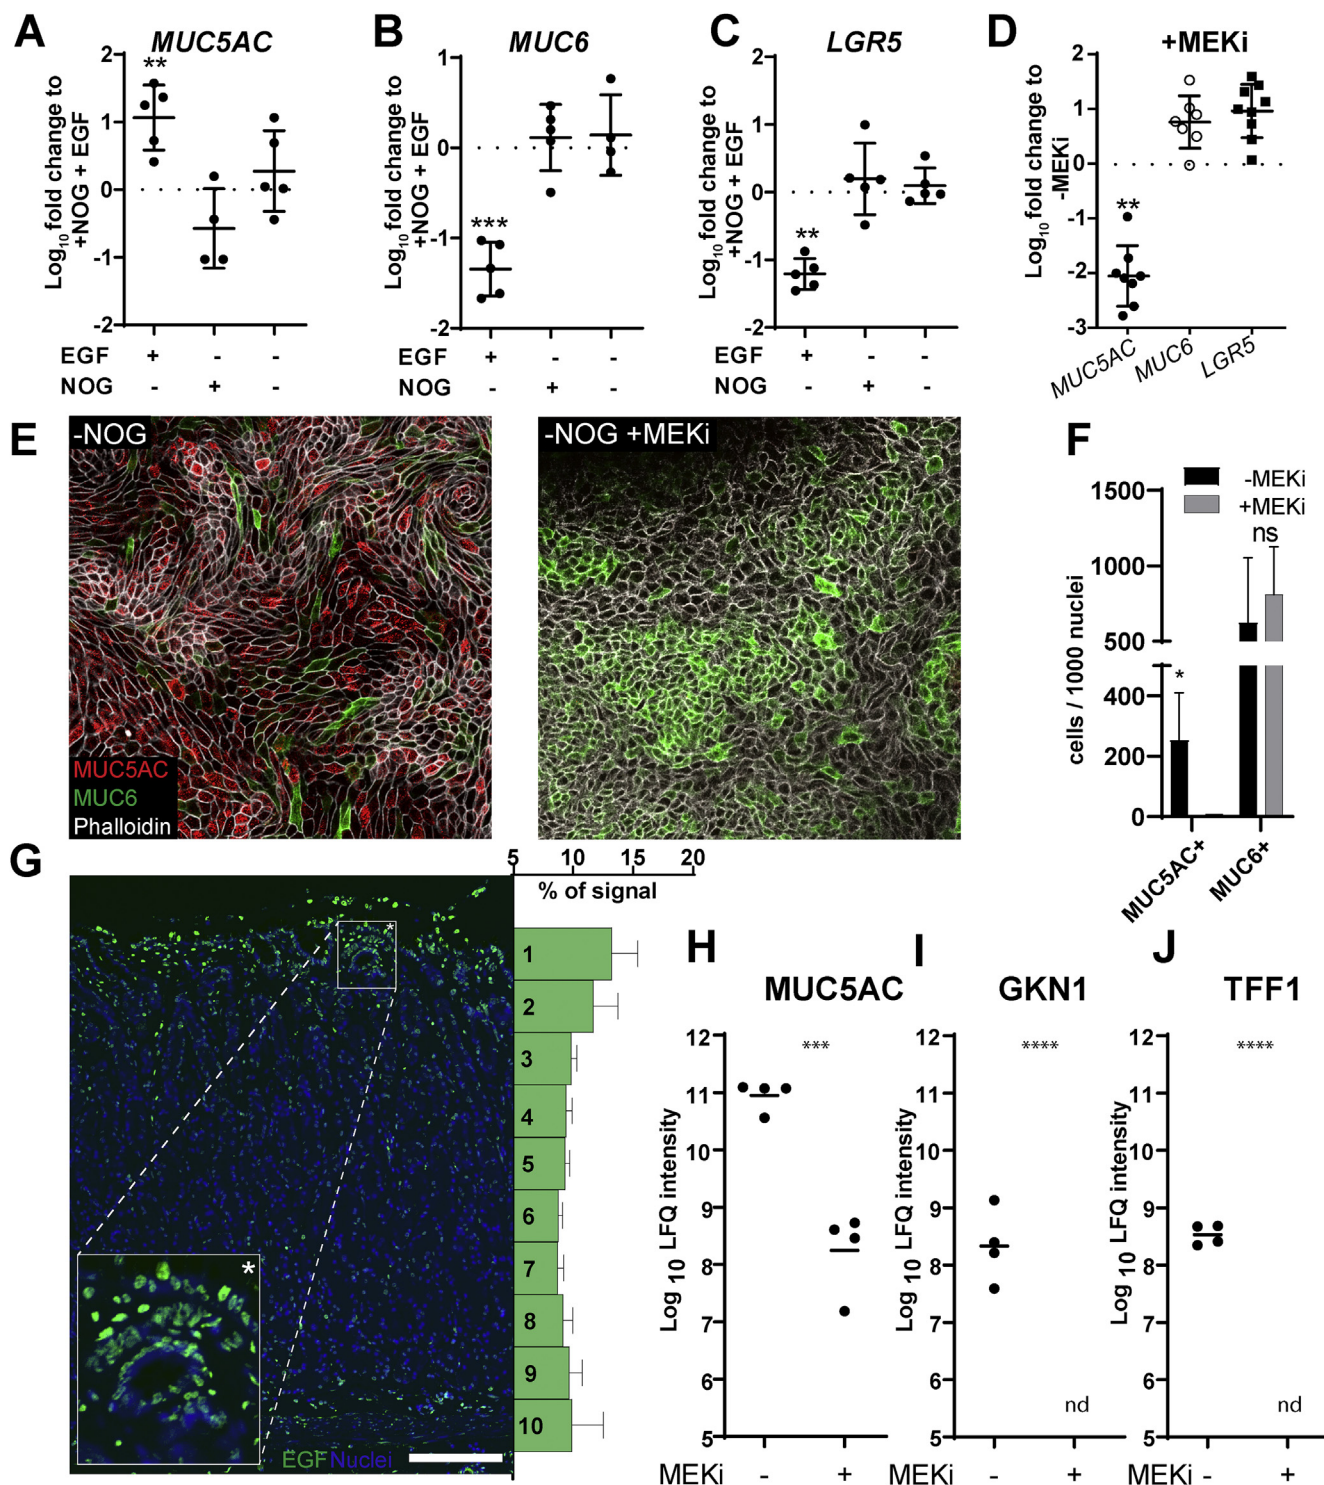 A
MUC5AC
Log10 fold change to
+NOG + EGF
2
1
0
-1
-2
**
EGF + - -
NOG - + -
B
MUC6
Log10 fold change to
+NOG + EGF
1
0
-1
-2
***
EGF + - -
NOG - + -
C
LGR5
Log10 fold change to
+NOG + EGF
2
1
0
-1
-2
**
EGF + - -
NOG - + -
D
+MEKi
Log10 fold change to
-MEKi
2
1
0
-1
-2
-3
**
MUC5AC
MUC6
LGR5
E
-NOG
MUC5AC
MUC6
Phalloidin
-NOG +MEKi
F
-MEKi
+MEKi
cells / 1000 nuclei
1500
1000
500
400
200
0
*
ns
MUC5AC+
MUC6+
G
5 10 15 20
% of signal
*
1
2
3
4
5
6
7
8
9
10
*
EGF Nuclei
H
MUC5AC
Log 10 LFQ intensity
12
11
10
9
8
7
6
5
***
MEKi - +
I
GKN1
Log 10 LFQ intensity
12
11
10
9
8
7
6
5
****
nd
MEKi - +
J
TFF1
Log 10 LFQ intensity
12
11
10
9
8
7
6
5
****
nd
MEKi - +